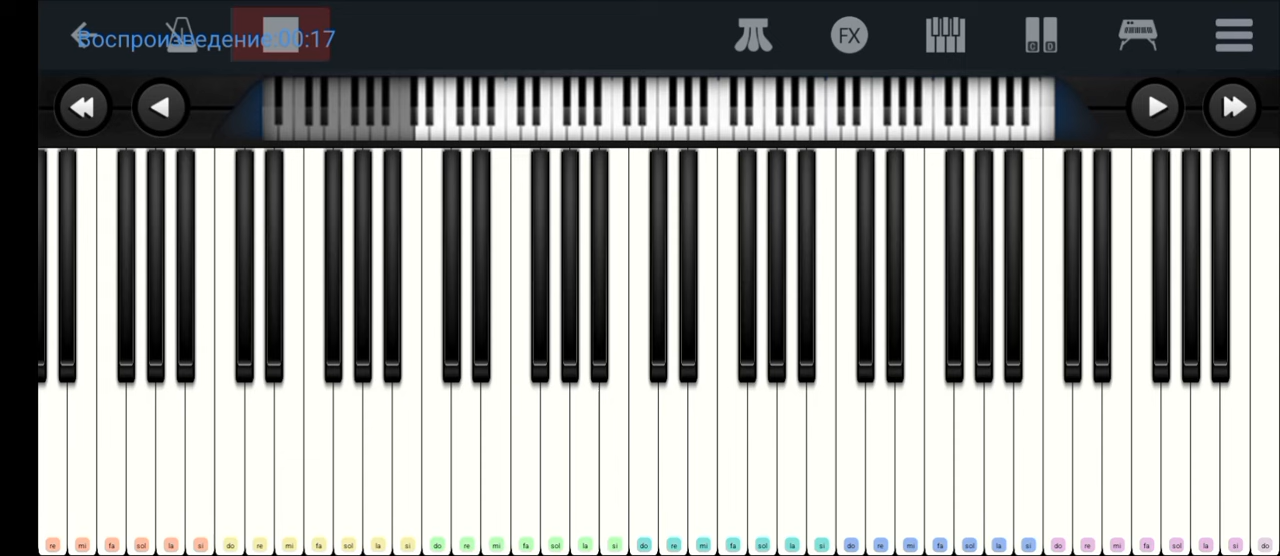 Воспроизведение:00:17
FX
0 0
re mi fa sol la si do re mi fa sol la si do re mi fa sol la si do re mi fa sol la si do re mi fa sol la si do re mi fa sol la si do